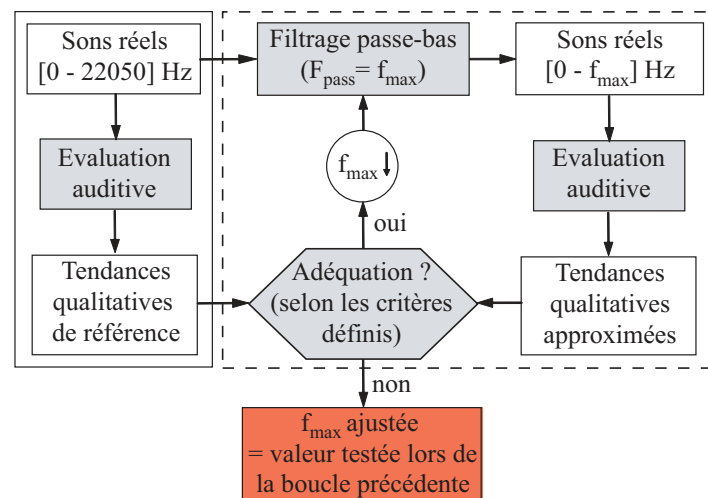 Sons réels
[0 - 22050] Hz
Filtrage passe-bas
(Fpass= fmax)
Sons réels
[0 - fmax] Hz
Evaluation
auditive
fmax
Evaluation
auditive
oui
Tendances
qualitatives
de référence
Adéquation ?
(selon les critères
définis)
Tendances
qualitatives
approximées
non
fmax ajustée
= valeur testée lors de
la boucle précédente